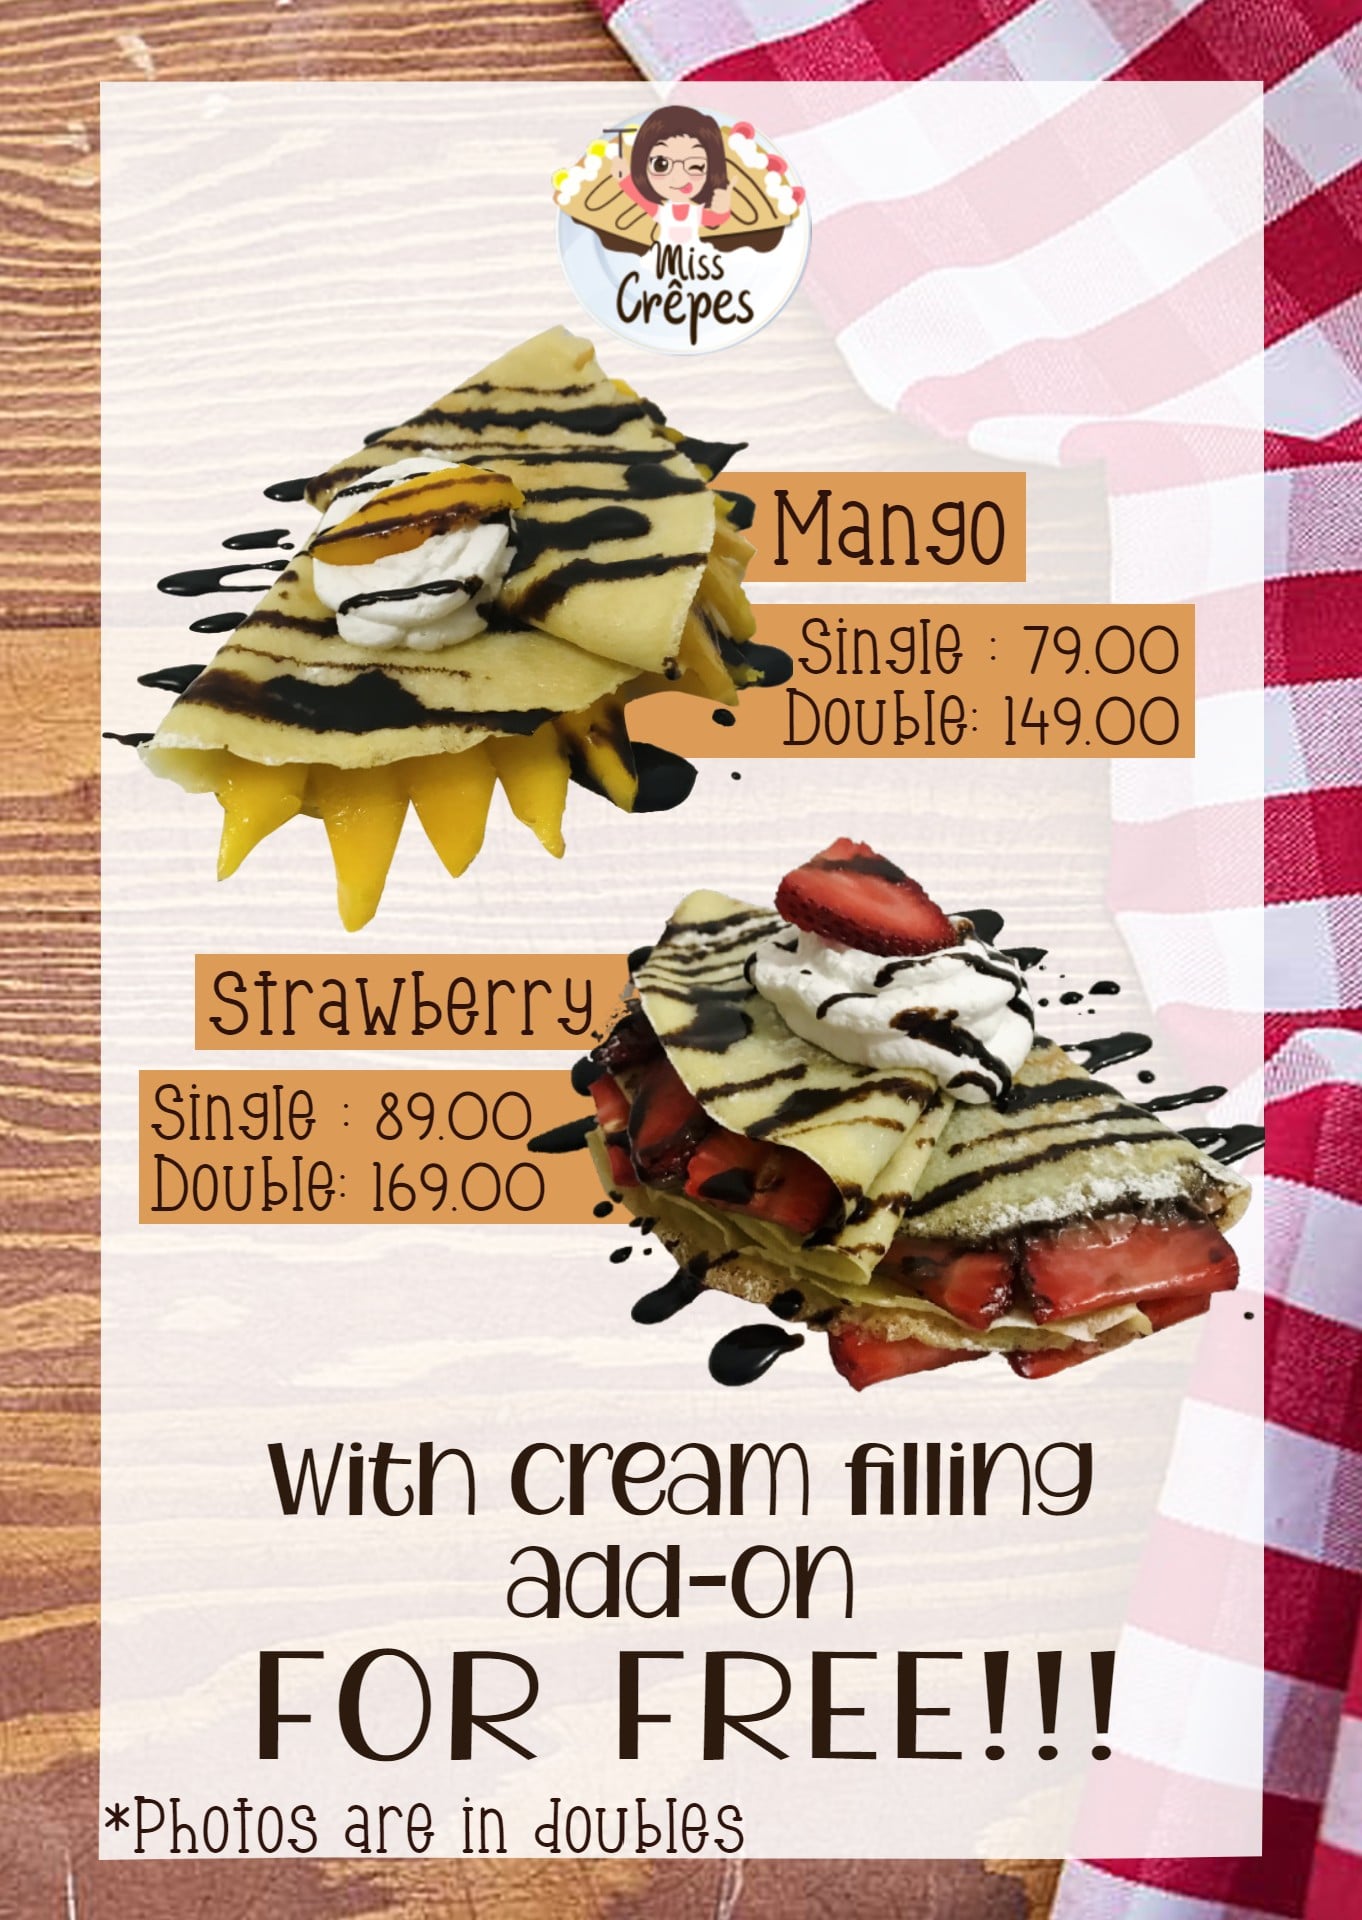 Miss
Crêpes
Mango
Single : 79.00
Double: 149.00
Strawberry
Single : 89.00
Double: 169.00
With cream filling
add-on
FOR FREE!!!
*Photos are in doubles